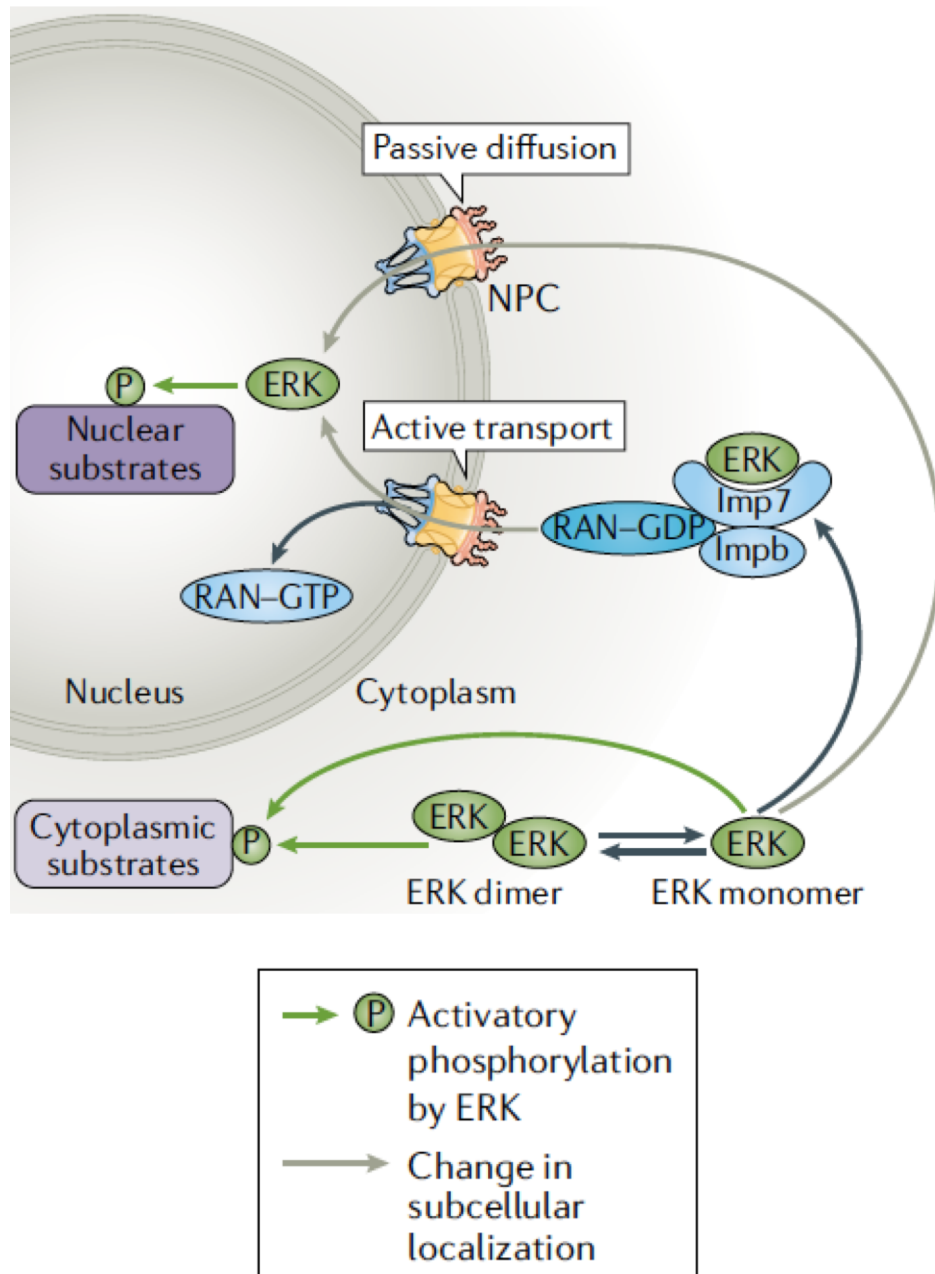 Passive diffusion
NPC
P
ERK
Nuclear
substrates
Active transport
ERK
Imp7
RAN–GDP
Impb
RAN–GTP
Nucleus
Cytoplasm
Cytoplasmic
substrates
P
ERK
ERK
ERK
ERK dimer
ERK monomer
P Activatory
phosphorylation
by ERK
Change in
subcellular
localization